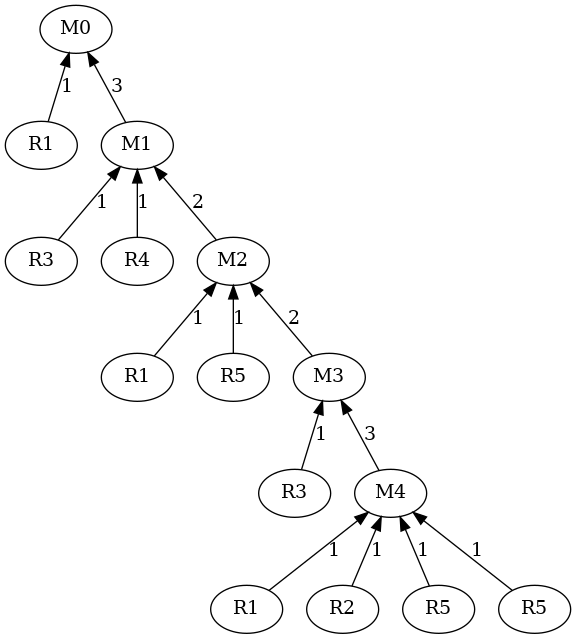 M0
1 3
R1 M1
1 1 2
R3 R4 M2
1 1 2
R1 R5 M3
1 3
R3 M4
1 1 1 1
R1 R2 R5 R5